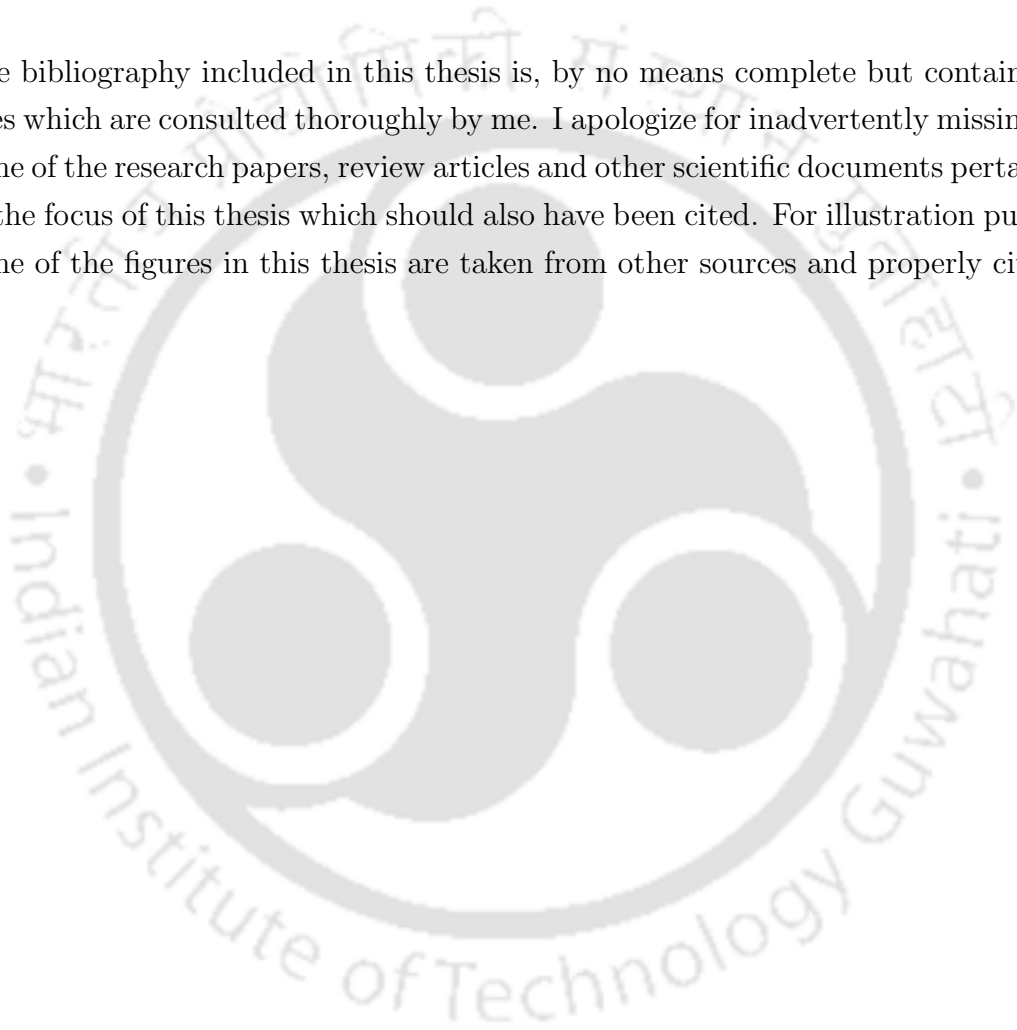 e bibliography included in this thesis is, by no means complete but contain
es which are consulted thoroughly by me. I apologize for inadvertently missin
ne of the research papers, review articles and other scientific documents perta
the focus of this thesis which should also have been cited. For illustration pu
ne of the figures in this thesis are taken from other sources and properly ci
भारतीय प्रौद्योगिकी संस्थान गुवाहाटी
• Indian Institute of Technology Guwahati •